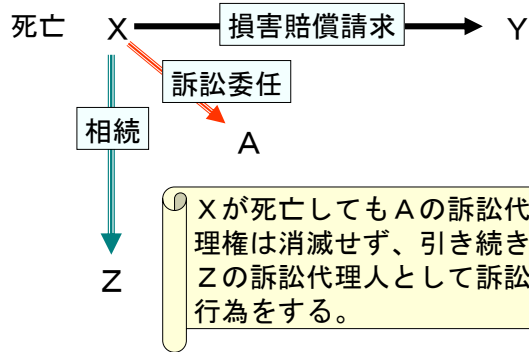 死亡 X 損害賠償請求 Y
訴訟委任
相続
A
Z
Xが死亡してもAの訴訟代
理権は消滅せず、引き続き
Zの訴訟代理人として訴訟
行為をする。